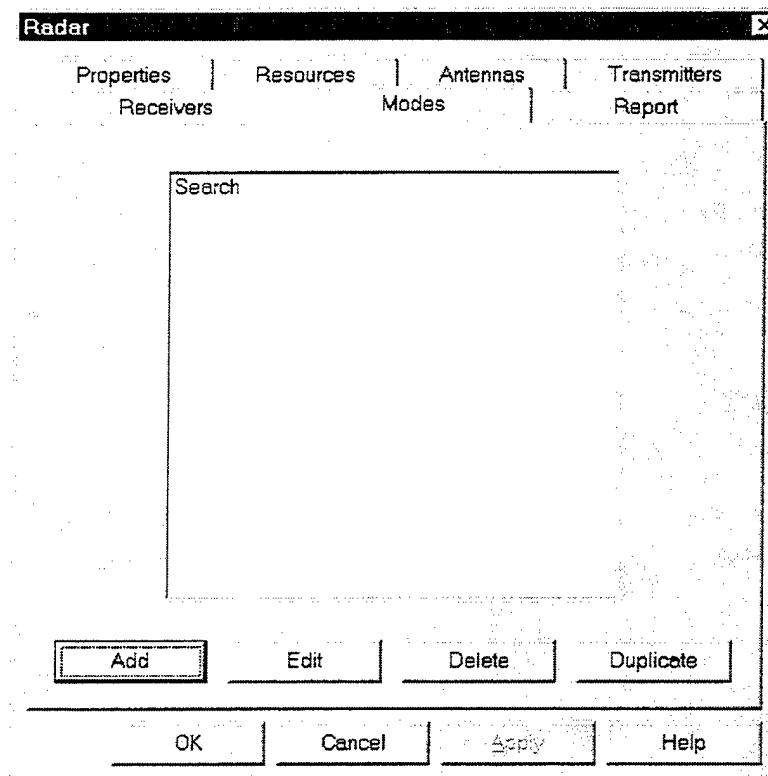 Radar
Properties Resources Antennas Transmitters
Receivers Modes Report
Search
Add Edit Delete Duplicate
OK Cancel Apply Help